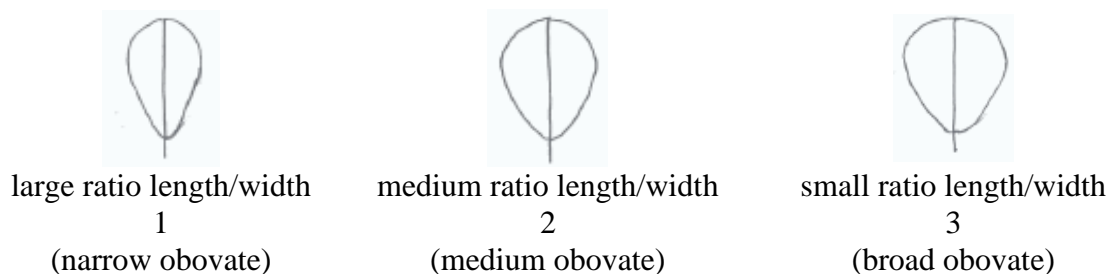 large ratio length/width
1
(narrow obovate)
medium ratio length/width
2
(medium obovate)
small ratio length/width
3
(broad obovate)